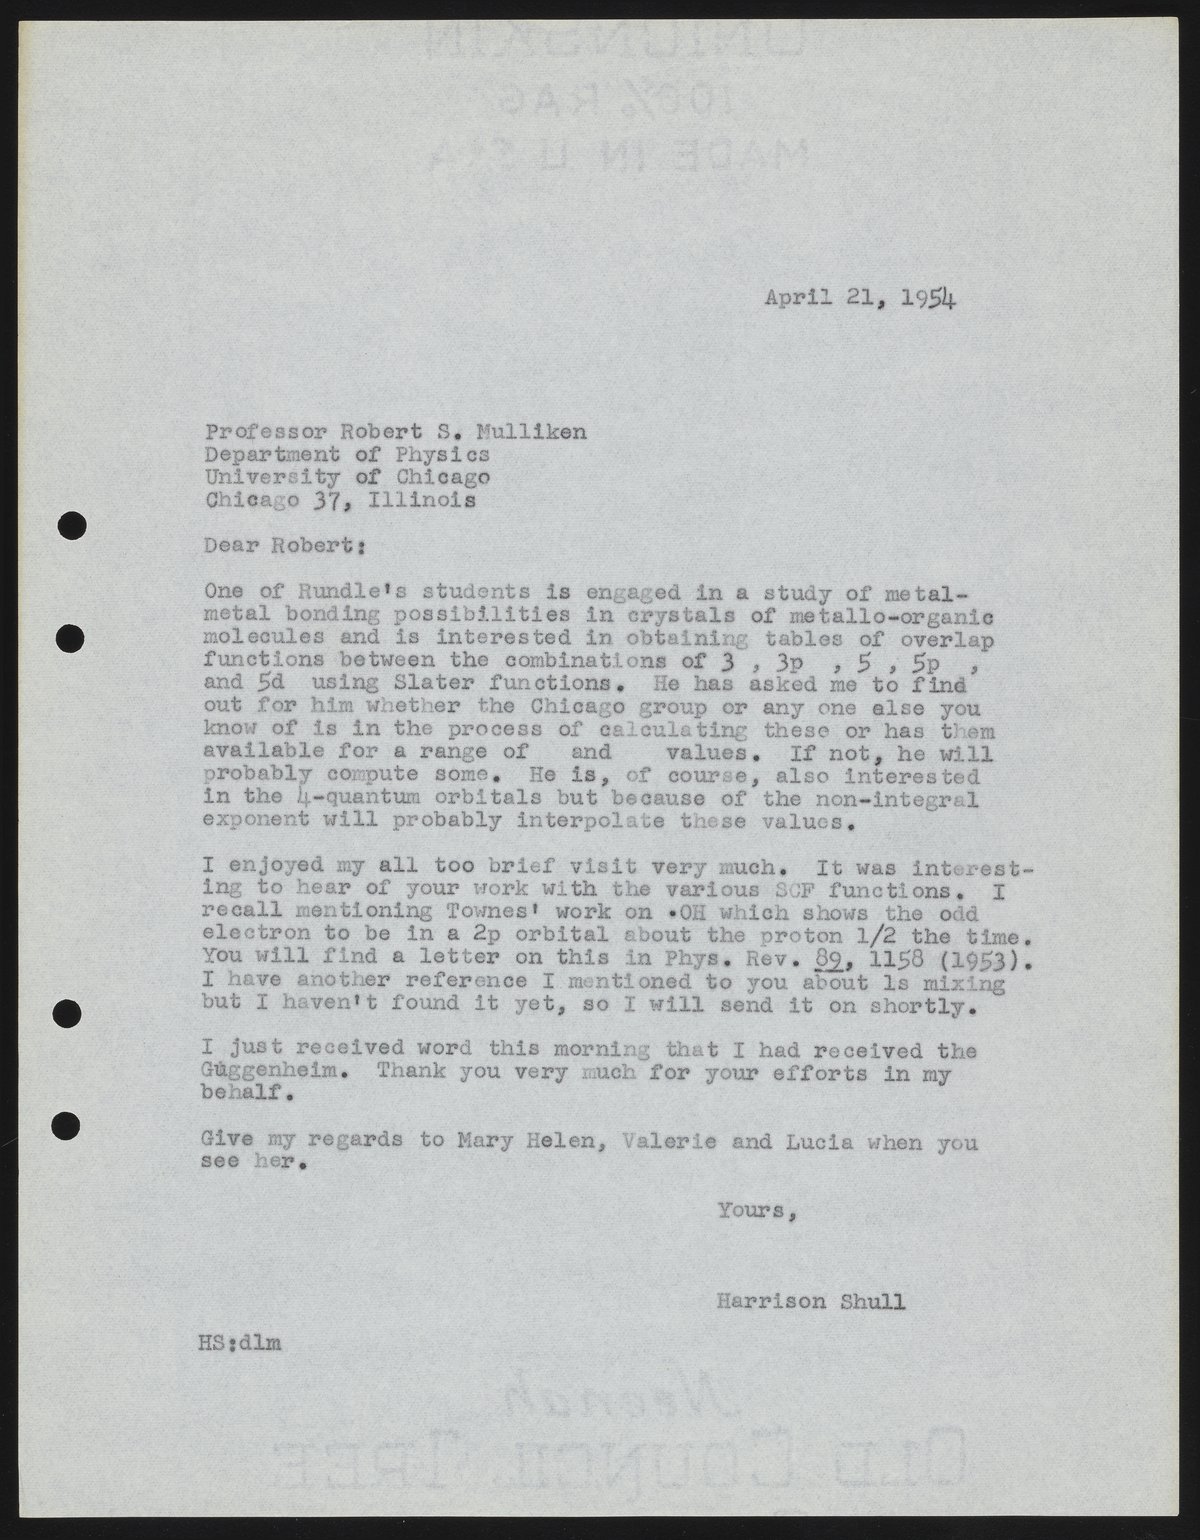 ONIONSKIN
100% RAG
MADE IN U S A
April 21, 1954
Professor Robert S. Mulliken
Department of Physics
University of Chicago
Chicago 37, Illinois
Dear Robert:
One of Rundle's students is engaged in a study of metal-
metal bonding possibilities in crystals of metallo-organic
molecules and is interested in obtaining tables of overlap
functions between the combinations of 3 , 3p , 5 , 5p ,
and 5d using Slater functions. He has asked me to find
out for him whether the Chicago group or any one else you
know of is in the process of calculating these or has them
available for a range of and values. If not, he will
probably compute some. He is, of course, also interested
in the 4-quantum orbitals but because of the non-integral
exponent will probably interpolate these values.
I enjoyed my all too brief visit very much. It was interest-
ing to hear of your work with the various SCF functions. I
recall mentioning Townes' work on •OH which shows the odd
electron to be in a 2p orbital about the proton 1/2 the time.
You will find a letter on this in Phys. Rev. 89, 1158 (1953).
I have another reference I mentioned to you about 1s mixing
but I haven't found it yet, so I will send it on shortly.
I just received word this morning that I had received the
Guggenheim. Thank you very much for your efforts in my
behalf.
Give my regards to Mary Helen, Valerie and Lucia when you
see her.
Yours,
Harrison Shull
HS:dlm
Neenah
OLD COUNCIL TREE